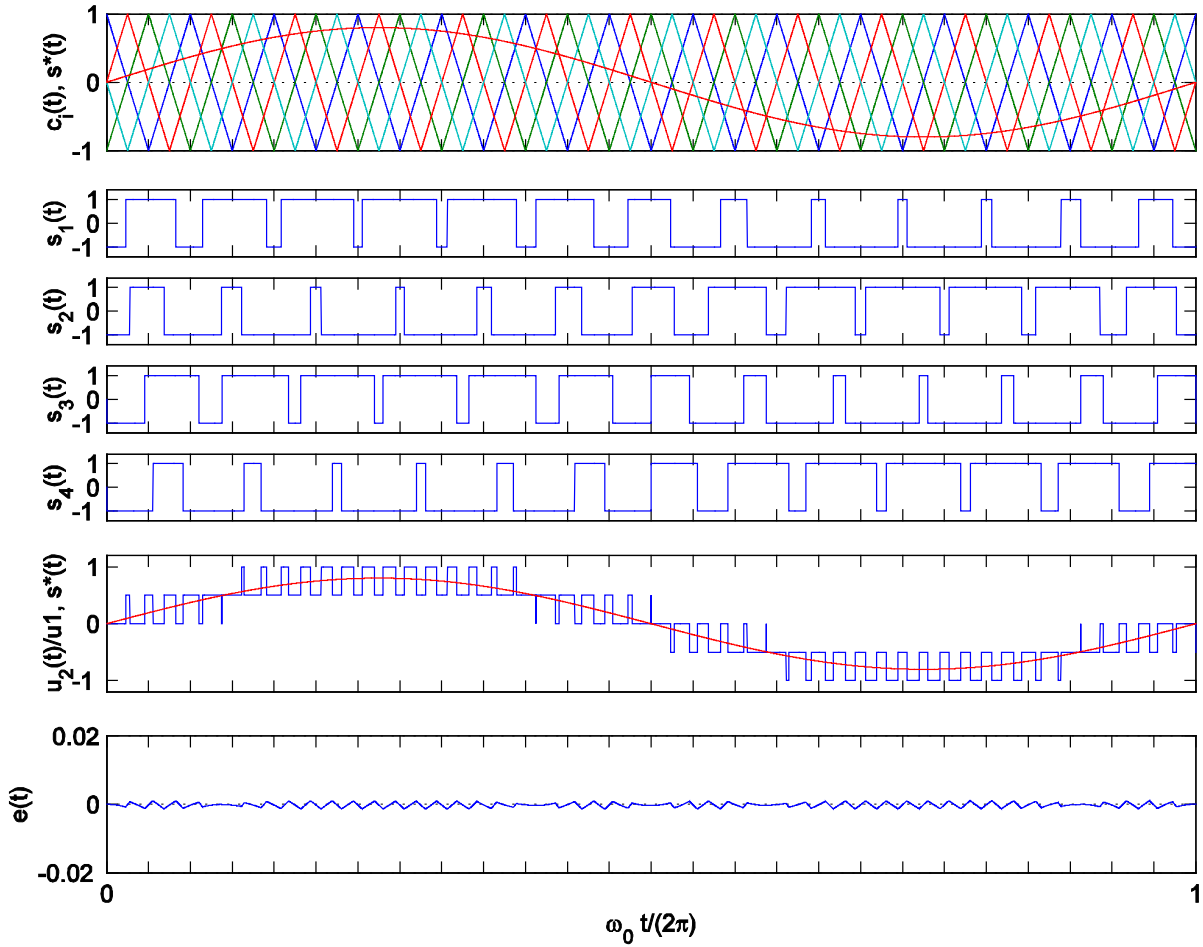 c_i(t), s*(t)
1
0
-1
s_1(t)
1
0
-1
s_2(t)
1
0
-1
s_3(t)
1
0
-1
s_4(t)
1
0
-1
u_2(t)/u1, s*(t)
1
0
-1
e(t)
0.02
0
-0.02
0
1
ω_0 t/(2π)